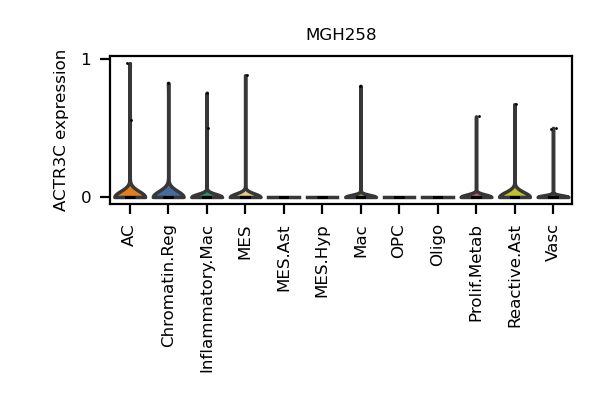 MGH258
ACTR3C expression
1
0
AC
Chromatin.Reg
Inflammatory.Mac
MES
MES.Ast
MES.Hyp
Mac
OPC
Oligo
Prolif.Metab
Reactive.Ast
Vasc